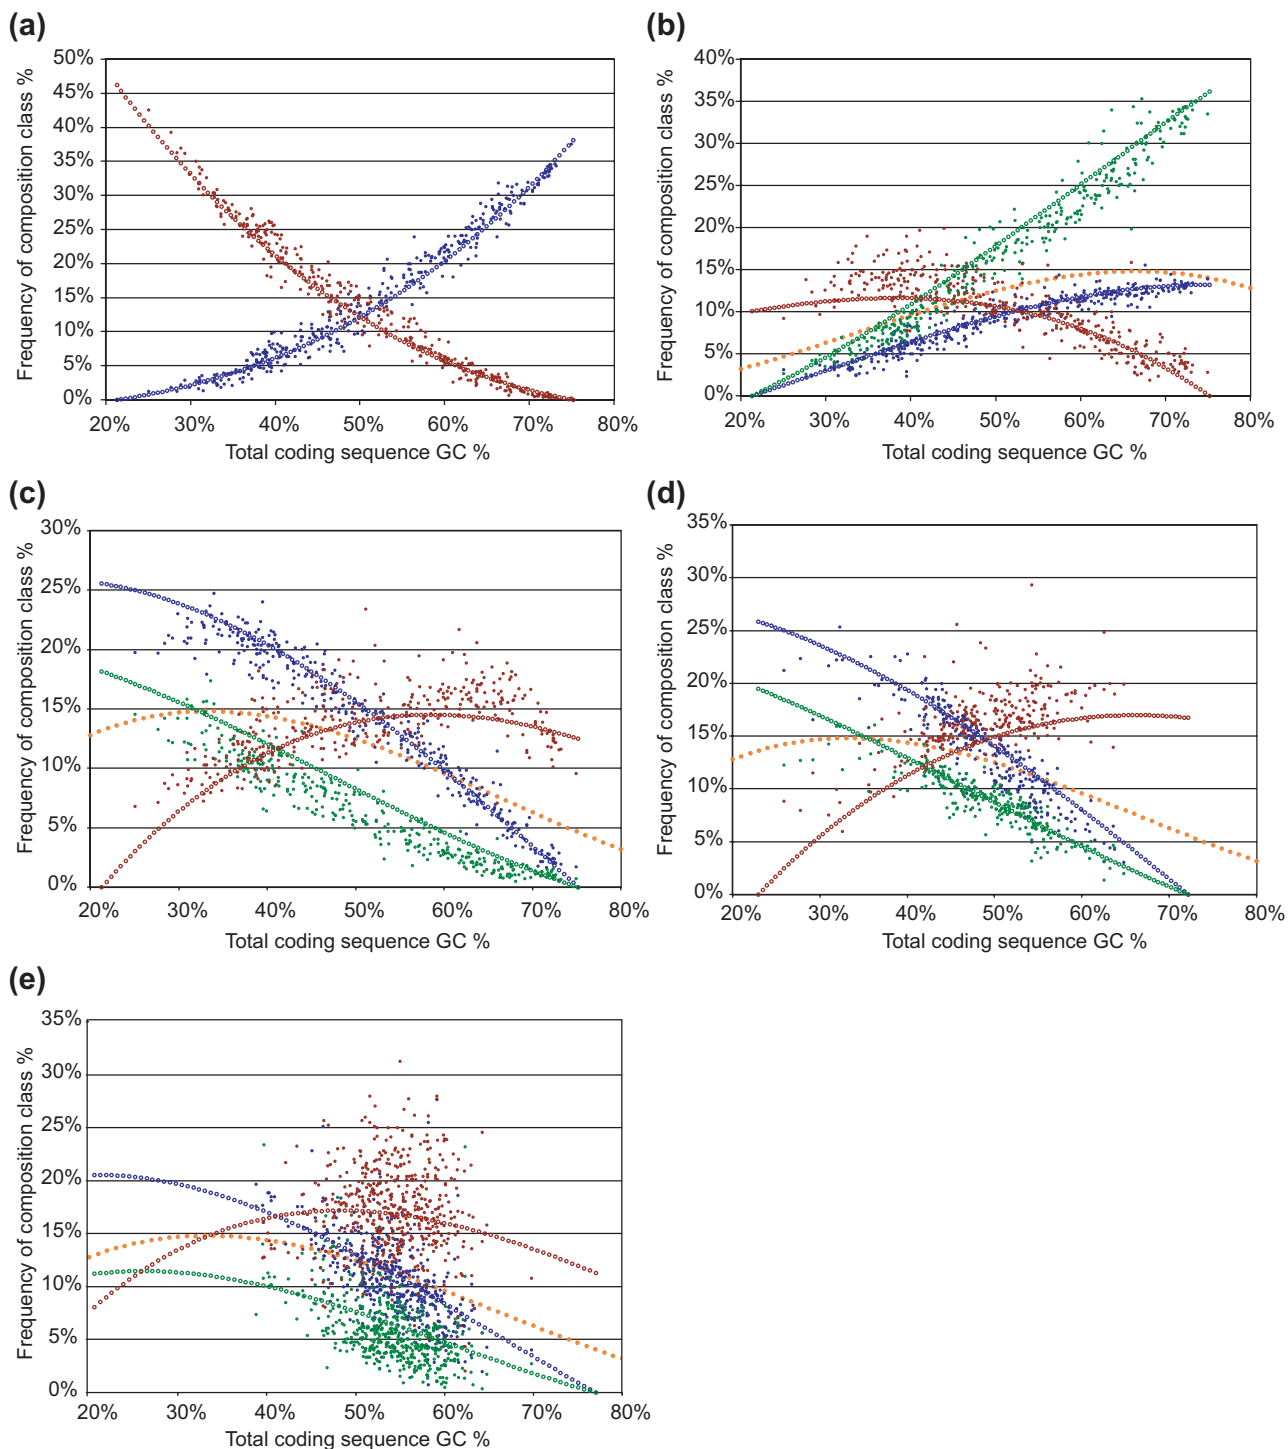 (a)
Frequency of composition class %
50%
45%
40%
35%
30%
25%
20%
15%
10%
5%
0%
20% 30% 40% 50% 60% 70% 80%
Total coding sequence GC %
(b)
Frequency of composition class %
40%
35%
30%
25%
20%
15%
10%
5%
0%
20% 30% 40% 50% 60% 70% 80%
Total coding sequence GC %
(c)
Frequency of composition class %
30%
25%
20%
15%
10%
5%
0%
20% 30% 40% 50% 60% 70% 80%
Total coding sequence GC %
(d)
Frequency of composition class %
35%
30%
25%
20%
15%
10%
5%
0%
20% 30% 40% 50% 60% 70% 80%
Total coding sequence GC %
(e)
Frequency of composition class %
35%
30%
25%
20%
15%
10%
5%
0%
20% 30% 40% 50% 60% 70% 80%
Total coding sequence GC %